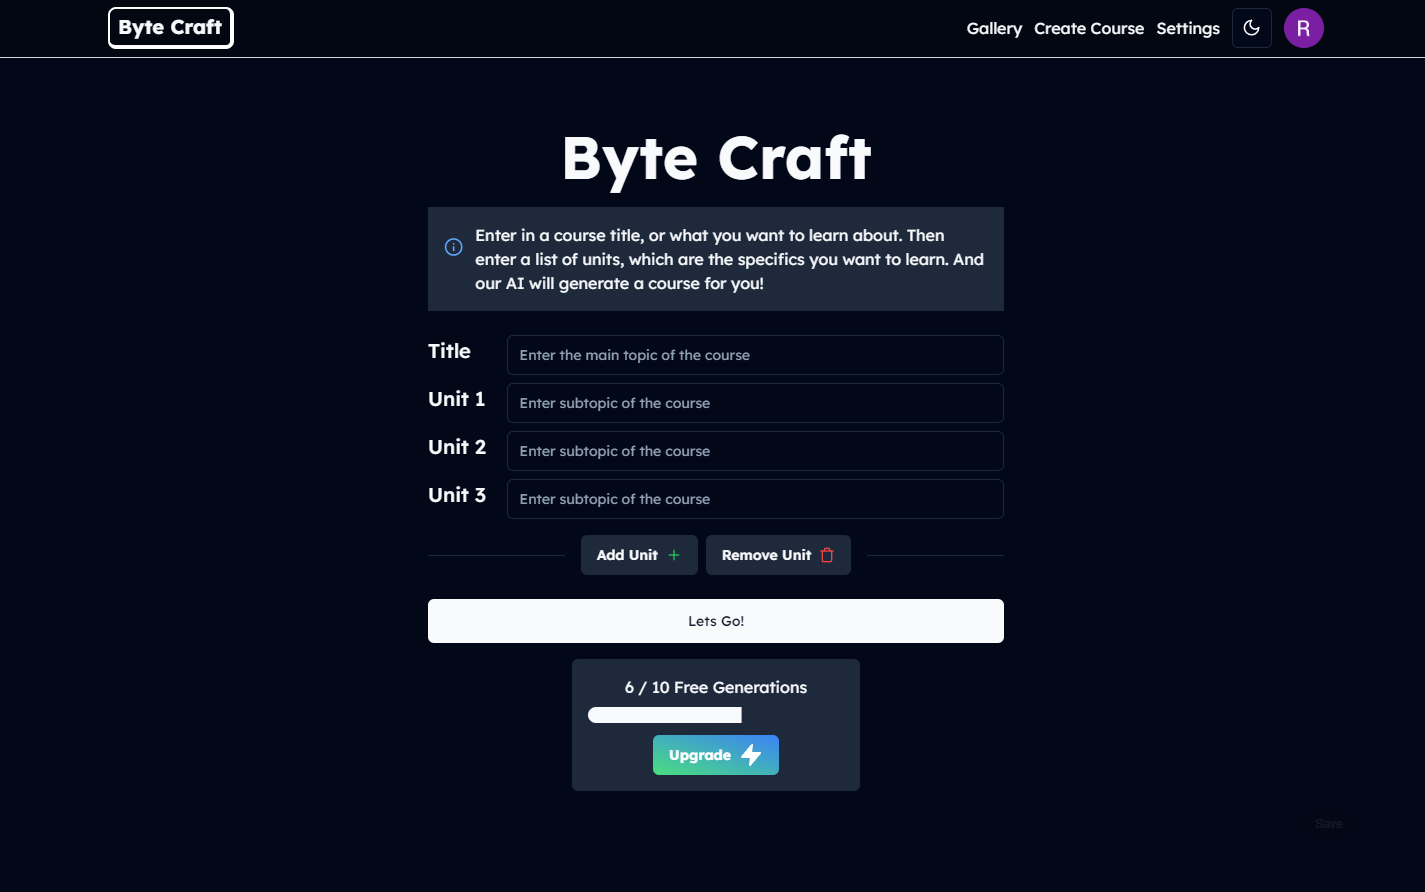 Byte Craft
Gallery Create Course Settings
R
Byte Craft
Enter in a course title, or what you want to learn about. Then
enter a list of units, which are the specifics you want to learn. And
our AI will generate a course for you!
Title
Enter the main topic of the course
Unit 1
Enter subtopic of the course
Unit 2
Enter subtopic of the course
Unit 3
Enter subtopic of the course
Add Unit
Remove Unit
Lets Go!
6 / 10 Free Generations
Upgrade
Save